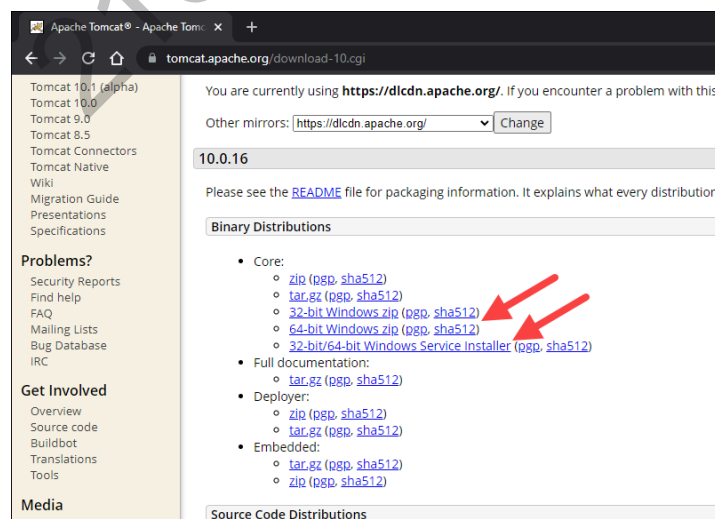 Apache Tomcat® - Apache Tomc
tomcat.apache.org/download-10.cgi
Tomcat 10.1 (alpha)
Tomcat 10.0
Tomcat 9.0
Tomcat 8.5
Tomcat Connectors
Tomcat Native
Wiki
Migration Guide
Presentations
Specifications
Problems?
Security Reports
Find help
FAQ
Mailing Lists
Bug Database
IRC
Get Involved
Overview
Source code
Buildbot
Translations
Tools
Media
You are currently using https://dlcdn.apache.org/. If you encounter a problem with this
Other mirrors: https://dlcdn.apache.org/ Change
10.0.16
Please see the README file for packaging information. It explains what every distribution
Binary Distributions
Core:
zip (pgp, sha512)
tar.gz (pgp, sha512)
32-bit Windows zip (pgp, sha512)
64-bit Windows zip (pgp, sha512)
32-bit/64-bit Windows Service Installer (pgp, sha512)
Full documentation:
tar.gz (pgp, sha512)
Deployer:
zip (pgp, sha512)
tar.gz (pgp, sha512)
Embedded:
tar.gz (pgp, sha512)
zip (pgp, sha512)
Source Code Distributions